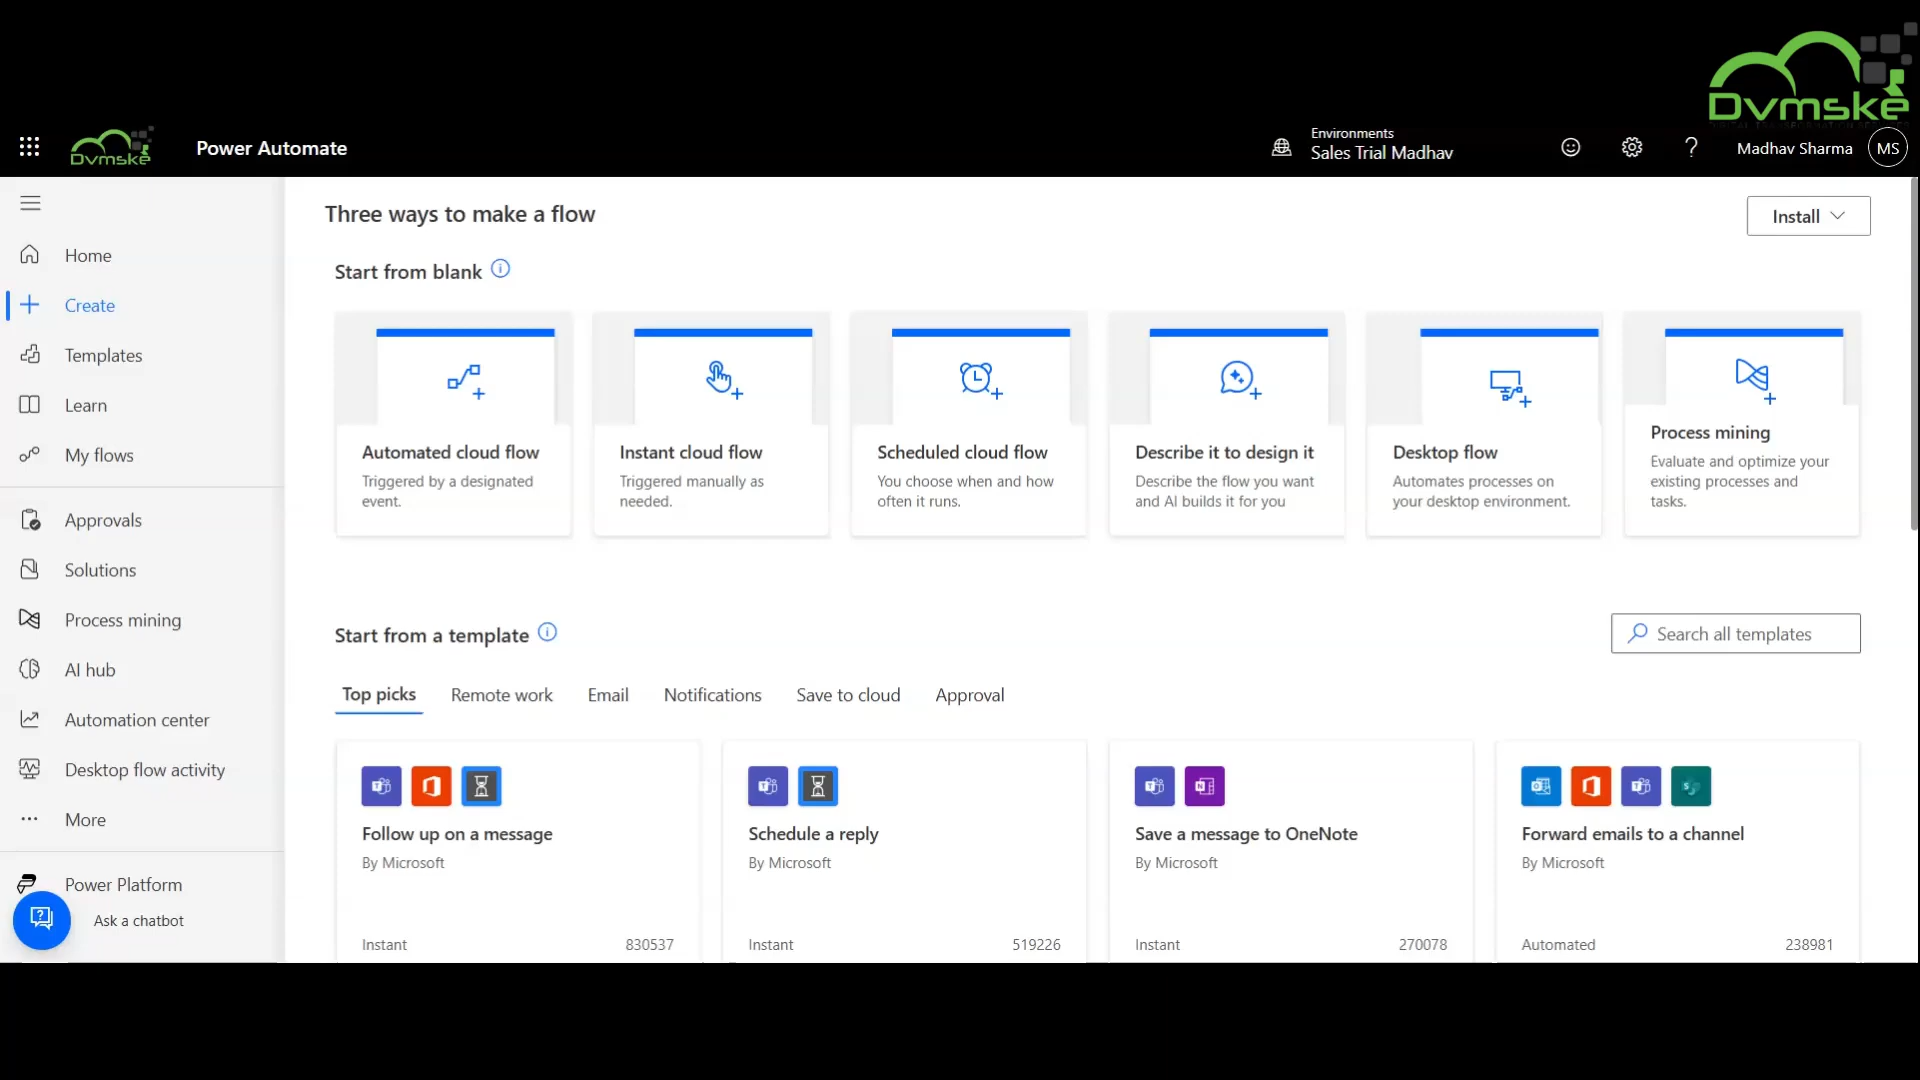 Dvmske
Dvmske
Power Automate
Environments
Sales Trial Madhav
?
Madhav Sharma
MS
Home
Create
Templates
Learn
My flows
Approvals
Solutions
Process mining
AI hub
Automation center
Desktop flow activity
More
Power Platform
Ask a chatbot
Three ways to make a flow
Install
Start from blank
Automated cloud flow
Triggered by a designated
event.
Instant cloud flow
Triggered manually as
needed.
Scheduled cloud flow
You choose when and how
often it runs.
Describe it to design it
Describe the flow you want
and AI builds it for you
Desktop flow
Automates processes on
your desktop environment.
Process mining
Evaluate and optimize your
existing processes and
tasks.
Start from a template
Search all templates
Top picks
Remote work
Email
Notifications
Save to cloud
Approval
Follow up on a message
By Microsoft
Instant
830537
Schedule a reply
By Microsoft
Instant
519226
Save a message to OneNote
By Microsoft
Instant
270078
Forward emails to a channel
By Microsoft
Automated
238981